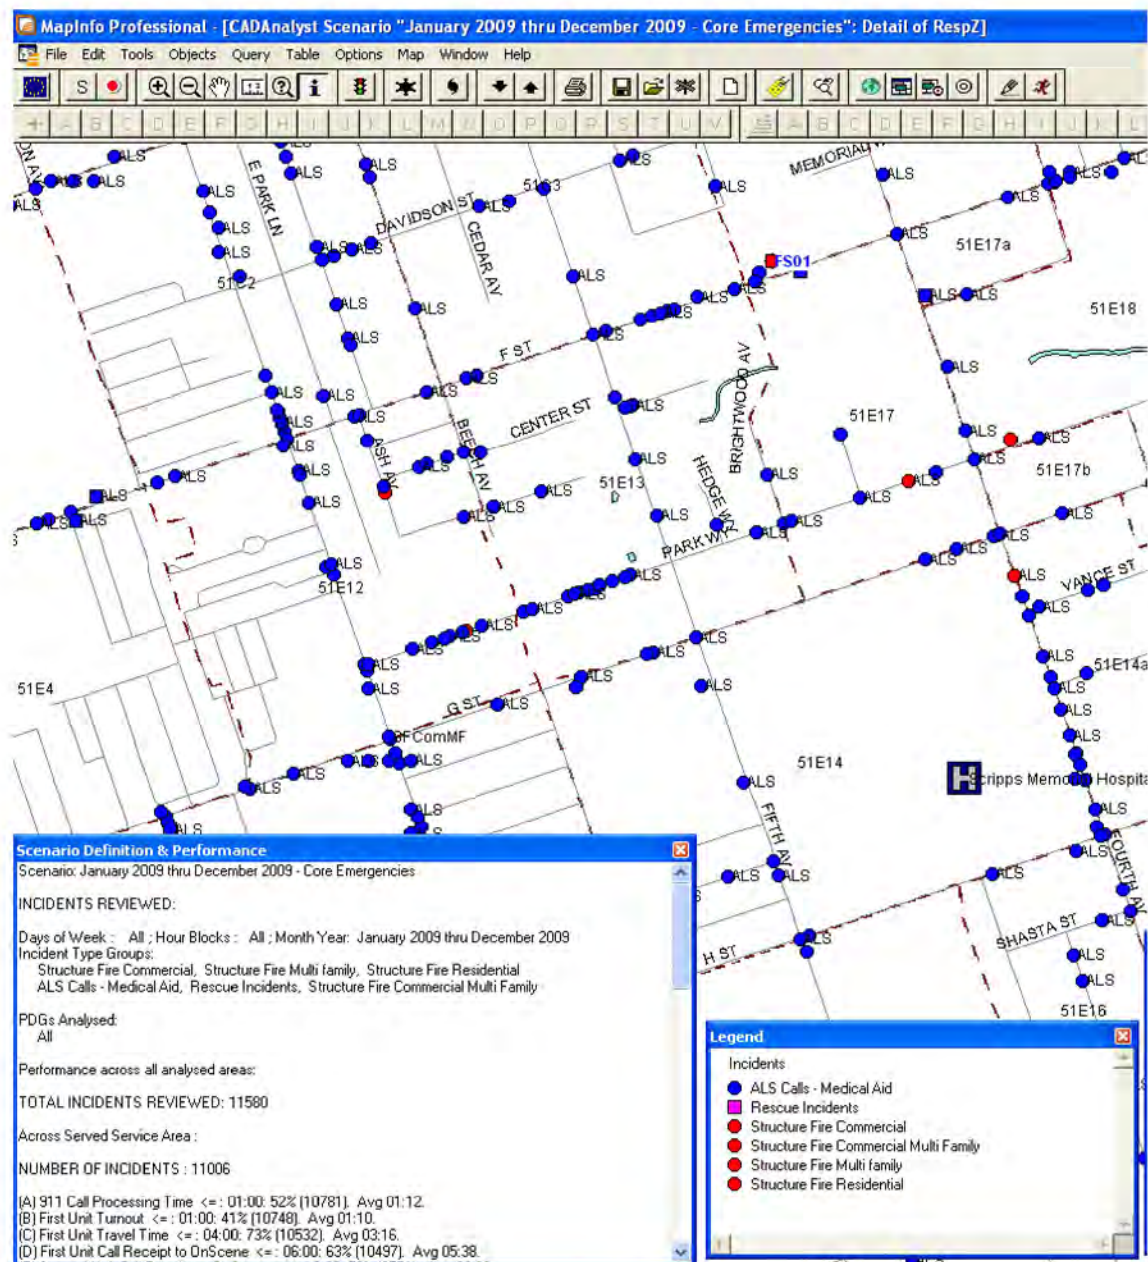 MapInfo Professional - [CADAnalyst Scenario "January 2009 thru December 2009 - Core Emergencies": Detail of RespZ]
File Edit Tools Objects Query Table Options Map Window Help
MEMORIAL
E PARK LN
DAVIDSON ST
51C3
CEDAR AV
FS01
51E17a
51C2
51E18
F ST
BRIGHTWOOD AV
CENTER ST
ASH AV
BEECH AV
51E17
51E17b
HEDGE WY
51E13
PARK WY
51E12
VANCE ST
51E4
51E14a
G ST
SFComMF
51E14
H
Scripps Memorial Hospita
FIFTH AV
FOURTH AV
H ST
SHASTA ST
51E16
ALS
Scenario Definition & Performance
Scenario: January 2009 thru December 2009 - Core Emergencies
INCIDENTS REVIEWED:
Days of Week : All ; Hour Blocks : All ; Month Year: January 2009 thru December 2009
Incident Type Groups:
Structure Fire Commercial, Structure Fire Multi family, Structure Fire Residential
ALS Calls - Medical Aid, Rescue Incidents, Structure Fire Commercial Multi Family
PDGs Analysed:
All
Performance across all analysed areas:
TOTAL INCIDENTS REVIEWED: 11580
Across Served Service Area :
NUMBER OF INCIDENTS : 11006
(A) 911 Call Processing Time <= : 01:00: 52% (10781). Avg 01:12.
(B) First Unit Turnout <= : 01:00: 41% (10748). Avg 01:10.
(C) First Unit Travel Time <= : 04:00: 73% (10532). Avg 03:16.
(D) First Unit Call Receipt to OnScene <= : 06:00: 63% (10497). Avg 05:38.
Legend
Incidents
ALS Calls - Medical Aid
Rescue Incidents
Structure Fire Commercial
Structure Fire Commercial Multi Family
Structure Fire Multi family
Structure Fire Residential